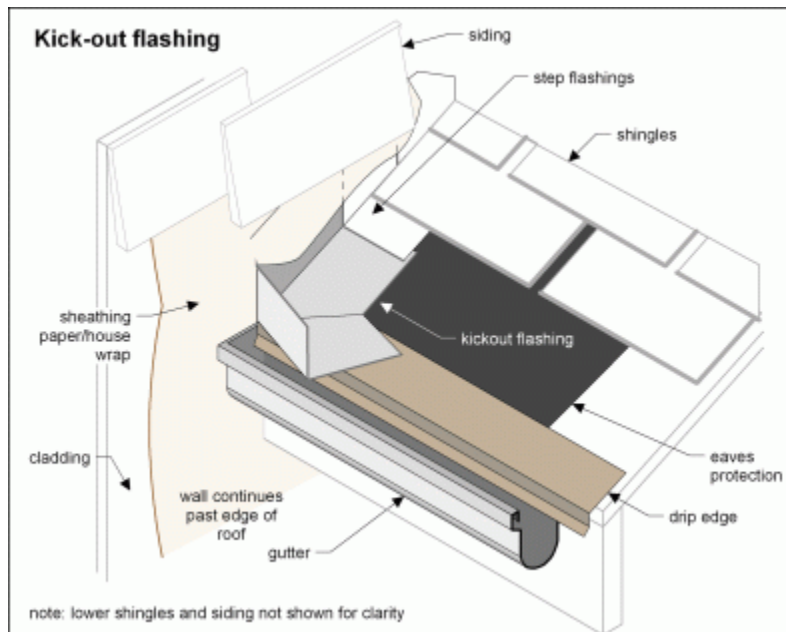 Kick-out flashing
siding
step flashings
shingles
sheathing
paper/house
wrap
kickout flashing
cladding
eaves
protection
wall continues
past edge of
roof
drip edge
gutter
note: lower shingles and siding not shown for clarity